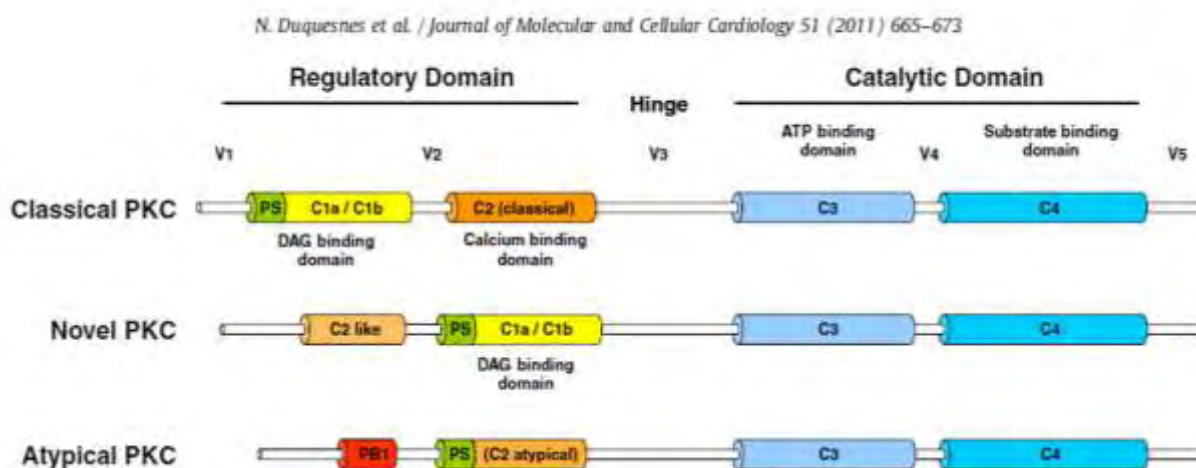 N. Duquesnes et al. / Journal of Molecular and Cellular Cardiology 51 (2011) 665–673
Regulatory Domain
Catalytic Domain
Hinge
ATP binding
domain
Substrate binding
domain
V1
V2
V3
V4
V5
Classical PKC
PS
C1a / C1b
C2 (classical)
C3
C4
DAG binding
domain
Calcium binding
domain
Novel PKC
C2 like
PS
C1a / C1b
C3
C4
DAG binding
domain
Atypical PKC
PB1
PS
(C2 atypical)
C3
C4